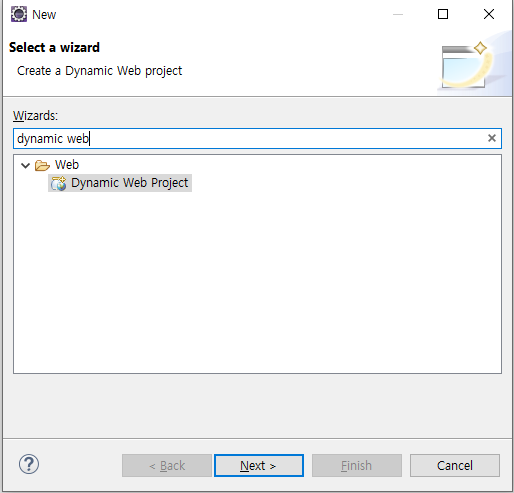 New
Select a wizard
Create a Dynamic Web project
Wizards:
dynamic web
Web
Dynamic Web Project
?
< Back
Next >
Finish
Cancel